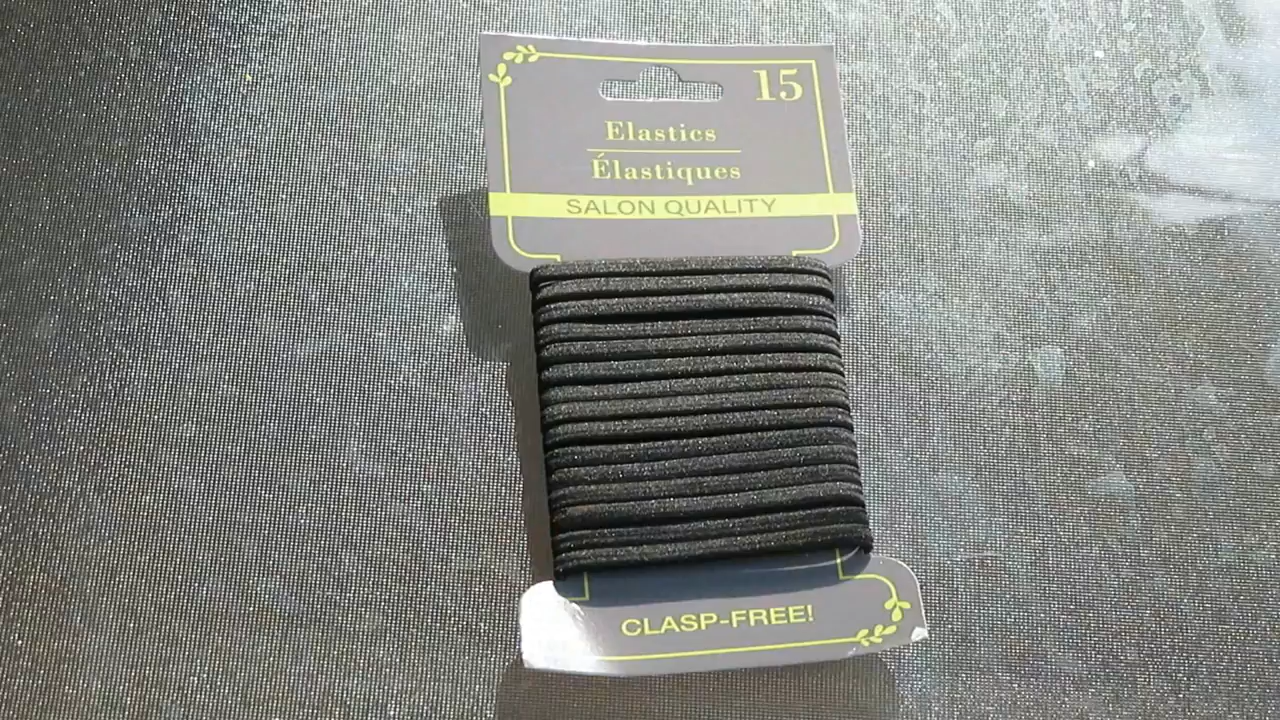 15
Elastics
Élastiques
SALON QUALITY
CLASP-FREE!